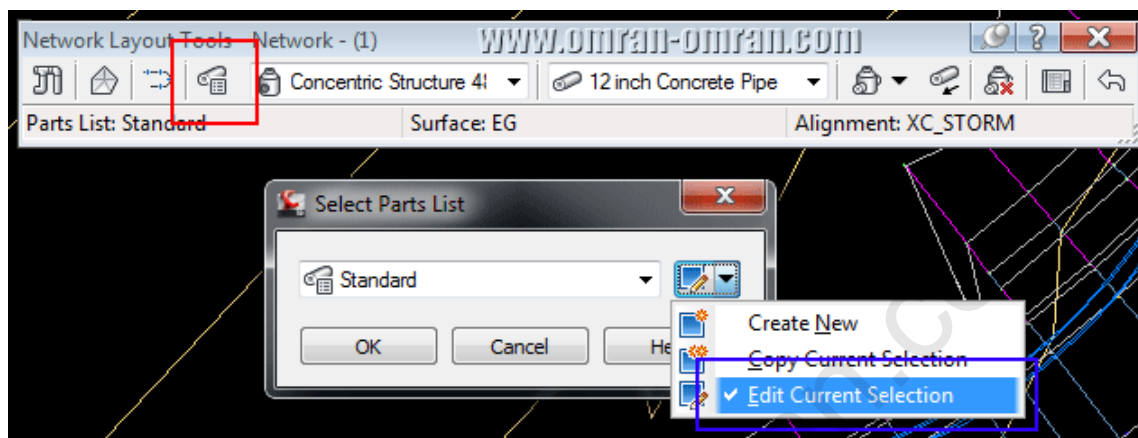 Network Layout Tools - Network - (1)
www.omran-omran.com
Concentric Structure 4
12 inch Concrete Pipe
Parts List: Standard
Surface: EG
Alignment: XC_STORM
Select Parts List
Standard
OK
Cancel
He
Create New
Copy Current Selection
Edit Current Selection